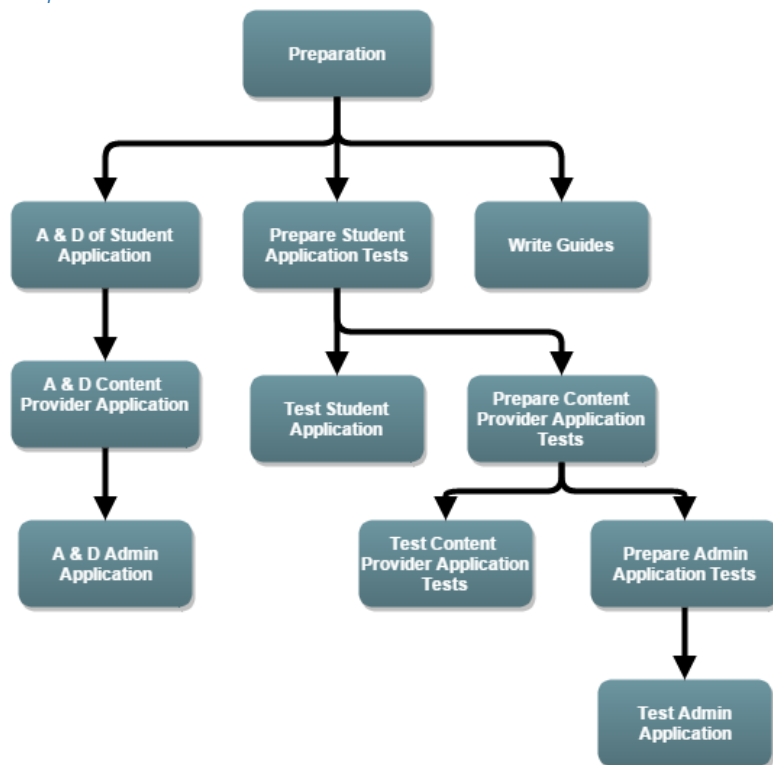 Preparation
A & D of Student
Application
Prepare Student
Application Tests
Write Guides
A & D Content
Provider Application
Test Student
Application
Prepare Content
Provider Application
Tests
A & D Admin
Application
Test Content
Provider Application
Tests
Prepare Admin
Application Tests
Test Admin
Application